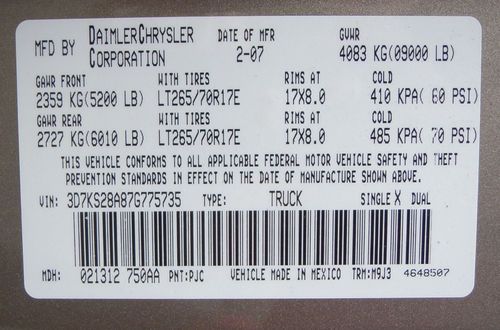 MFD BY DAIMLERCHRYSLER CORPORATION DATE OF MFR 2-07 GVWR 4083 KG(09000 LB)
GAWR FRONT WITH TIRES RIMS AT COLD
2359 KG(5200 LB) LT265/70R17E 17X8.0 410 KPA( 60 PSI)
GAWR REAR WITH TIRES RIMS AT COLD
2727 KG(6010 LB) LT265/70R17E 17X8.0 485 KPA( 70 PSI)
THIS VEHICLE CONFORMS TO ALL APPLICABLE FEDERAL MOTOR VEHICLE SAFETY AND THEFT
PREVENTION STANDARDS IN EFFECT ON THE DATE OF MANUFACTURE SHOWN ABOVE.
VIN: 3D7KS28A87G775735 TYPE: TRUCK SINGLE X DUAL
MDH: 021312 750AA PNT:PJC VEHICLE MADE IN MEXICO TRM:M9J3 4648507